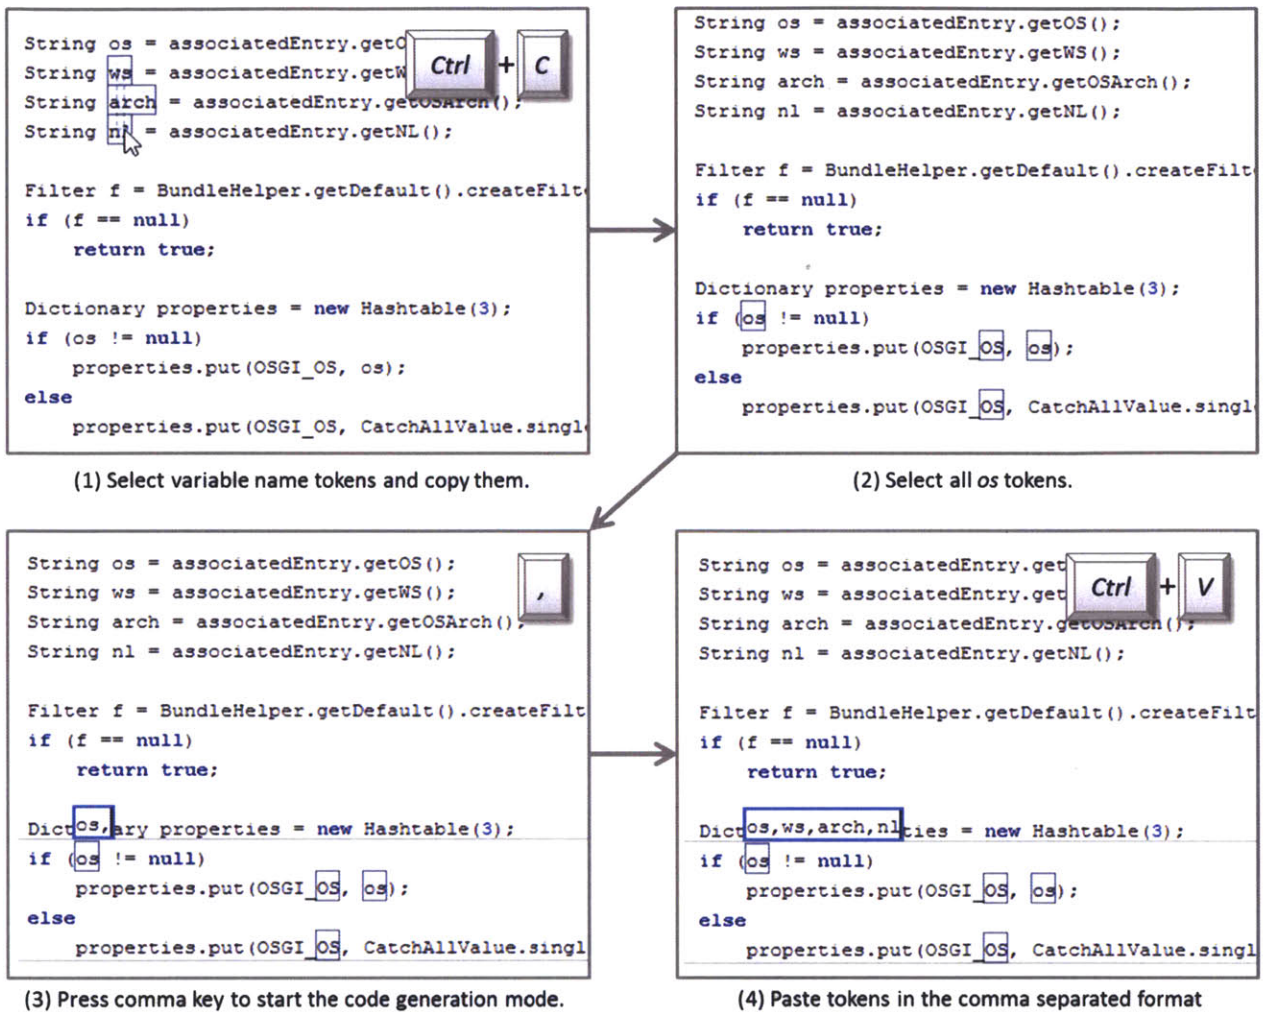 String os = associatedEntry.getO
String ws = associatedEntry.getW
String arch = associatedEntry.getOSArch();
String nl = associatedEntry.getNL();
Ctrl + C
Filter f = BundleHelper.getDefault().createFilt
if (f == null)
return true;
Dictionary properties = new Hashtable(3);
if (os != null)
properties.put(OSGI_OS, os);
else
properties.put(OSGI_OS, CatchAllValue.singl
(1) Select variable name tokens and copy them.
String os = associatedEntry.getOS();
String ws = associatedEntry.getWS();
String arch = associatedEntry.getOSArch();
String nl = associatedEntry.getNL();
Filter f = BundleHelper.getDefault().createFilt
if (f == null)
return true;
Dictionary properties = new Hashtable(3);
if (os != null)
properties.put(OSGI_OS, os);
else
properties.put(OSGI_OS, CatchAllValue.singl
(2) Select all os tokens.
String os = associatedEntry.getOS();
String ws = associatedEntry.getWS();
String arch = associatedEntry.getOSArch();
String nl = associatedEntry.getNL();
,
Filter f = BundleHelper.getDefault().createFilt
if (f == null)
return true;
Dictos,ary properties = new Hashtable(3);
if (os != null)
properties.put(OSGI_OS, os);
else
properties.put(OSGI_OS, CatchAllValue.singl
(3) Press comma key to start the code generation mode.
String os = associatedEntry.get
String ws = associatedEntry.get
String arch = associatedEntry.getOSArch();
String nl = associatedEntry.getNL();
Ctrl + V
Filter f = BundleHelper.getDefault().createFilt
if (f == null)
return true;
Dictos,ws,arch,nlties = new Hashtable(3);
if (os != null)
properties.put(OSGI_OS, os);
else
properties.put(OSGI_OS, CatchAllValue.singl
(4) Paste tokens in the comma separated format